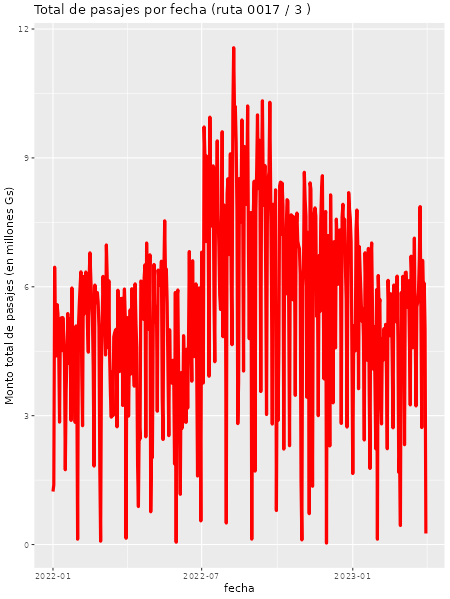 Total de pasajes por fecha (ruta 0017 / 3 )
Monto total de pasajes (en millones Gs)
12
9
6
3
0
2022-01
2022-07
2023-01
fecha